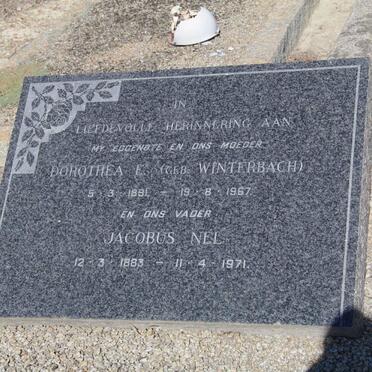 IN
LIEFDEVOLLE HERINNERING AAN
MY EGGENOTE EN ONS MOEDER
DOROTHEA E. (GEB. WINTERBACH)
5-3-1891 - 19-8-1967
EN ONS VADER
JACOBUS NEL
12-3-1883 - 11-4-1971.